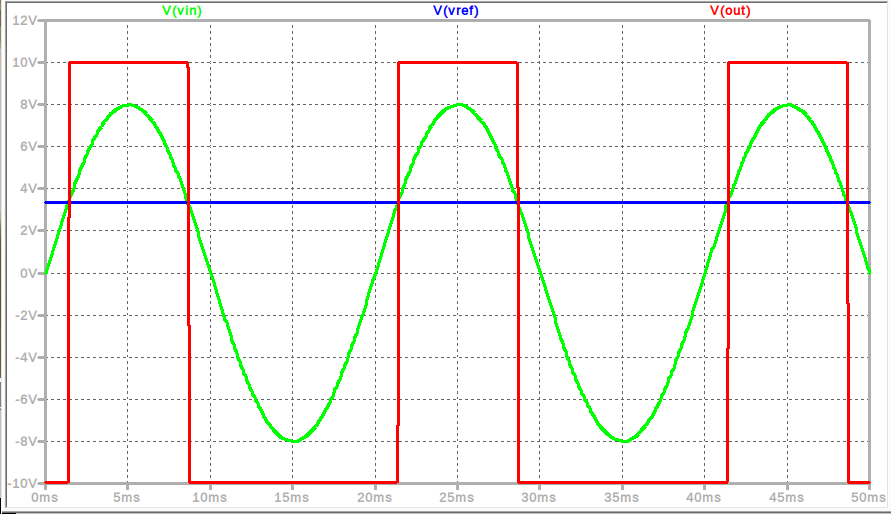 V(vin) V(vref) V(out)
12V
10V
8V
6V
4V
2V
0V
-2V
-4V
-6V
-8V
-10V
0ms 5ms 10ms 15ms 20ms 25ms 30ms 35ms 40ms 45ms 50ms